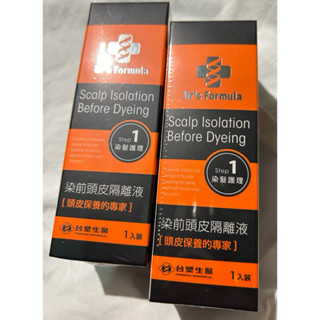 Scalp Isolation
Before Dyeing
Step 1
染髮護理
染前頭皮隔離液
[頭皮保養的專家]
台塑生醫
1入裝
Dr's Formula
Scalp Isolation
Before Dyeing
Step 1
染髮護理
染前頭皮隔離液
[頭皮保養的專家]
台塑生醫
1入裝